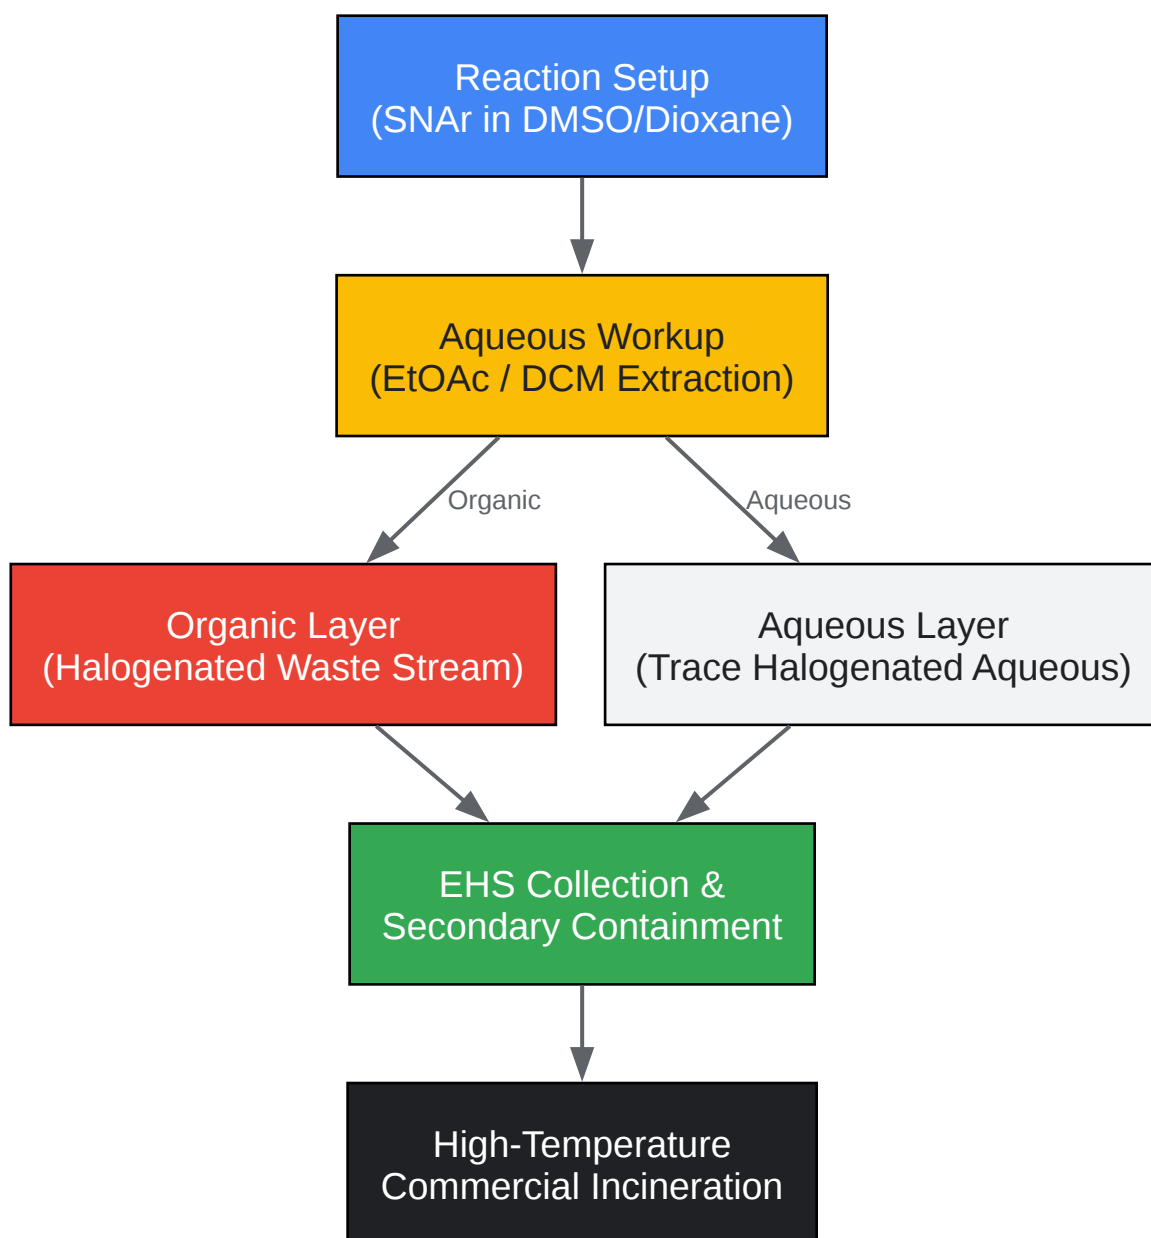 Reaction Setup
(SNAr in DMSO/Dioxane)
Aqueous Workup
(EtOAc / DCM Extraction)
Organic
Aqueous
Organic Layer
(Halogenated Waste Stream)
Aqueous Layer
(Trace Halogenated Aqueous)
EHS Collection &
Secondary Containment
High-Temperature
Commercial Incineration